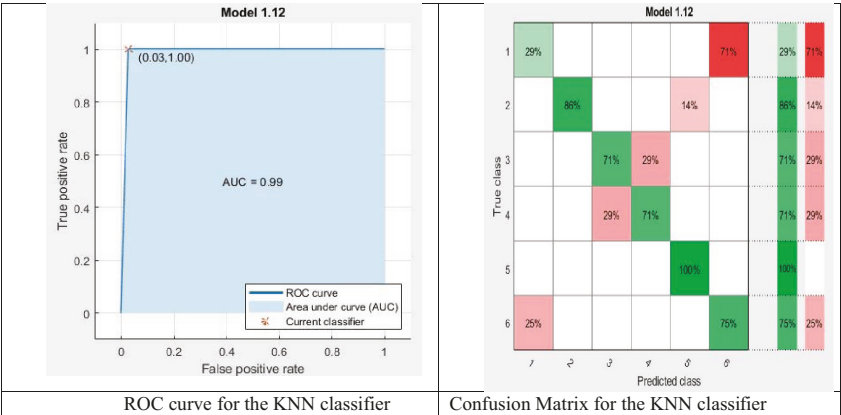 Model 1.12
1
(0.03,1.00)
0.8
0.6
True positive rate
AUC = 0.99
0.4
0.2
ROC curve
Area under curve (AUC)
Current classifier
0
0 0.2 0.4 0.6 0.8 1
False positive rate
ROC curve for the KNN classifier
Model 1.12
1 29% 71% 29% 71%
2 86% 14% 86% 14%
3 71% 29% 71% 29%
True class
4 29% 71% 71% 29%
5 100% 100%
6 25% 75% 75% 25%
1 2 3 4 5 6
Predicted class
Confusion Matrix for the KNN classifier